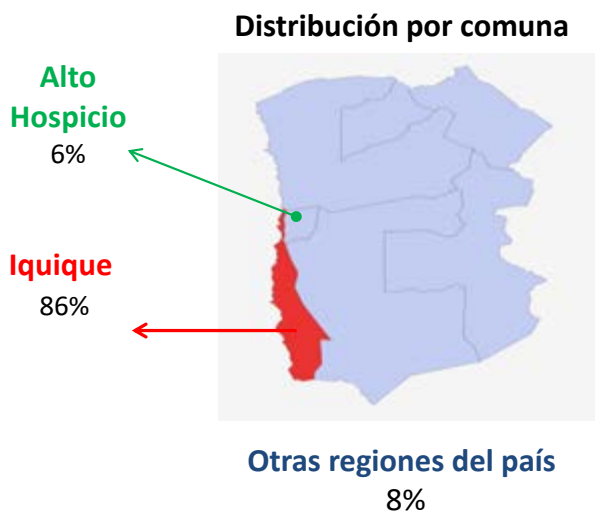 Distribución por comuna
Alto
Hospicio
6%
Iquique
86%
Otras regiones del país
8%